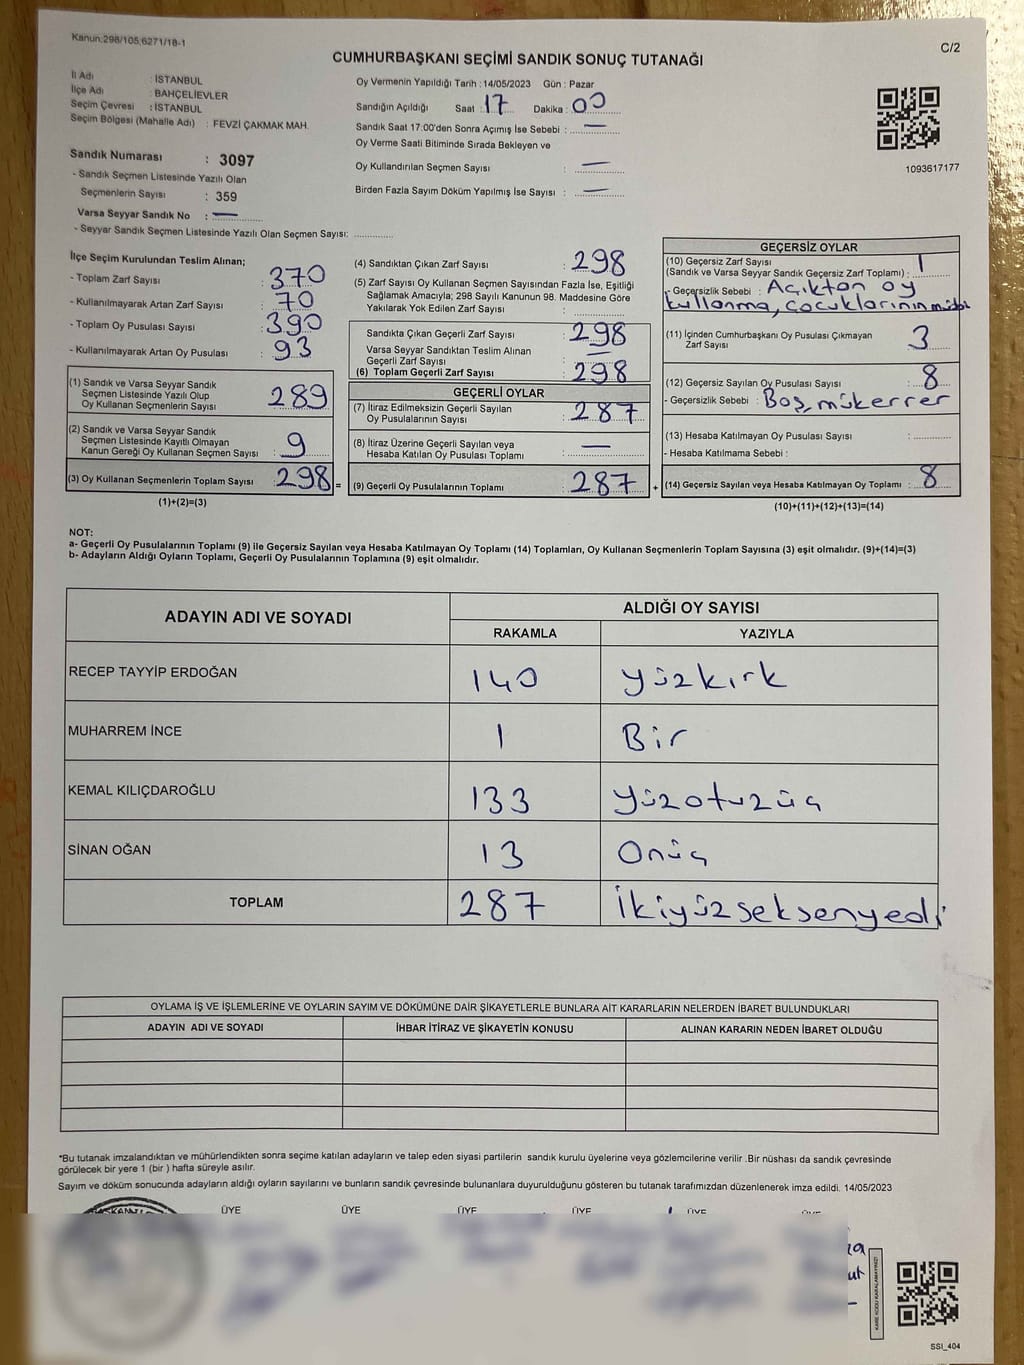 Kanun:298/105,6271/18-1
C/2
CUMHURBAŞKANI SEÇİMİ SANDIK SONUÇ TUTANAĞI
İl Adı : İSTANBUL
İlçe Adı : BAHÇELİEVLER
Seçim Çevresi : İSTANBUL
Seçim Bölgesi (Mahalle Adı) : FEVZİ ÇAKMAK MAH.
Sandık Numarası : 3097
- Sandık Seçmen Listesinde Yazılı Olan
Seçmenlerin Sayısı : 359
Varsa Seyyar Sandık No : —
- Seyyar Sandık Seçmen Listesinde Yazılı Olan Seçmen Sayısı: ..............
Oy Vermenin Yapıldığı Tarih : 14/05/2023 Gün : Pazar
Sandığın Açıldığı Saat : 17 Dakika : 00
Sandık Saat 17:00'den Sonra Açımış İse Sebebi : —
Oy Verme Saati Bitiminde Sırada Bekleyen ve
Oy Kullandırılan Seçmen Sayısı : —
Birden Fazla Sayım Döküm Yapılmış İse Sayısı : —
1093617177
İlçe Seçim Kurulundan Teslim Alınan;
- Toplam Zarf Sayısı : 370
- Kullanılmayarak Artan Zarf Sayısı : 70
- Toplam Oy Pusulası Sayısı : 390
- Kullanılmayarak Artan Oy Pusulası : 93
(1) Sandık ve Varsa Seyyar Sandık
Seçmen Listesinde Yazılı Olup
Oy Kullanan Seçmenlerin Sayısı : 289
(2) Sandık ve Varsa Seyyar Sandık
Seçmen Listesinde Kayıtlı Olmayan
Kanun Gereği Oy Kullanan Seçmen Sayısı : 9
(3) Oy Kullanan Seçmenlerin Toplam Sayısı : 298 =
(1)+(2)=(3)
(4) Sandıktan Çıkan Zarf Sayısı : 298
(5) Zarf Sayısı Oy Kullanan Seçmen Sayısından Fazla İse, Eşitliği
Sağlamak Amacıyla; 298 Sayılı Kanunun 98. Maddesine Göre
Yakılarak Yok Edilen Zarf Sayısı : ..............
Sandıkta Çıkan Geçerli Zarf Sayısı : 298
Varsa Seyyar Sandıktan Teslim Alınan
Geçerli Zarf Sayısı : —
(6) Toplam Geçerli Zarf Sayısı : 298
GEÇERLİ OYLAR
(7) İtiraz Edilmeksizin Geçerli Sayılan
Oy Pusulalarının Sayısı : 287
(8) İtiraz Üzerine Geçerli Sayılan veya
Hesaba Katılan Oy Pusulası Toplamı : —
(9) Geçerli Oy Pusulalarının Toplamı : 287 +
GEÇERSİZ OYLAR
(10) Geçersiz Zarf Sayısı
(Sandık ve Varsa Seyyar Sandık Geçersiz Zarf Toplamı) : 1
- Geçersizlik Sebebi : Açıktan oy
kullanma, çocuklarının
(11) İçinden Cumhurbaşkanı Oy Pusulası Çıkmayan
Zarf Sayısı : 3
(12) Geçersiz Sayılan Oy Pusulası Sayısı : 8
- Geçersizlik Sebebi : Boş, mükerrer
(13) Hesaba Katılmayan Oy Pusulası Sayısı : ..............
- Hesaba Katılmama Sebebi :
(14) Geçersiz Sayılan veya Hesaba Katılmayan Oy Toplamı : 8
(10)+(11)+(12)+(13)=(14)
NOT:
a- Geçerli Oy Pusulalarının Toplamı (9) ile Geçersiz Sayılan veya Hesaba Katılmayan Oy Toplamı (14) Toplamları, Oy Kullanan Seçmenlerin Toplam Sayısına (3) eşit olmalıdır. (9)+(14)=(3)
b- Adayların Aldığı Oyların Toplamı, Geçerli Oy Pusulalarının Toplamına (9) eşit olmalıdır.
ADAYIN ADI VE SOYADI ALDIĞI OY SAYISI
RAKAMLA YAZIYLA
RECEP TAYYİP ERDOĞAN 140 yüzkırk
MUHARREM İNCE 1 Bir
KEMAL KILIÇDAROĞLU 133 yüzotuzüç
SİNAN OĞAN 13 Onüç
TOPLAM 287 İkiyüzseksenyedi
OYLAMA İŞ VE İŞLEMLERİNE VE OYLARIN SAYIM VE DÖKÜMÜNE DAİR ŞİKAYETLERLE BUNLARA AİT KARARLARIN NELERDEN İBARET BULUNDUKLARI
ADAYIN ADI VE SOYADI İHBAR İTİRAZ VE ŞİKAYETİN KONUSU ALINAN KARARIN NEDEN İBARET OLDUĞU
*Bu tutanak imzalandıktan ve mühürlendikten sonra seçime katılan adayların ve talep eden siyasi partilerin sandık kurulu üyelerine veya gözlemcilerine verilir .Bir nüshası da sandık çevresinde
görülecek bir yere 1 (bir ) hafta süreyle asılır.
Sayım ve döküm sonucunda adayların aldığı oyların sayılarını ve bunların sandık çevresinde bulunanlara duyurulduğunu gösteren bu tutanak tarafımızdan düzenlenerek imza edildi. 14/05/2023
ÜYE ÜYE ÜYE ÜYE ÜYE
KARE KODU KARALAMAYINIZ!
SSİ_404